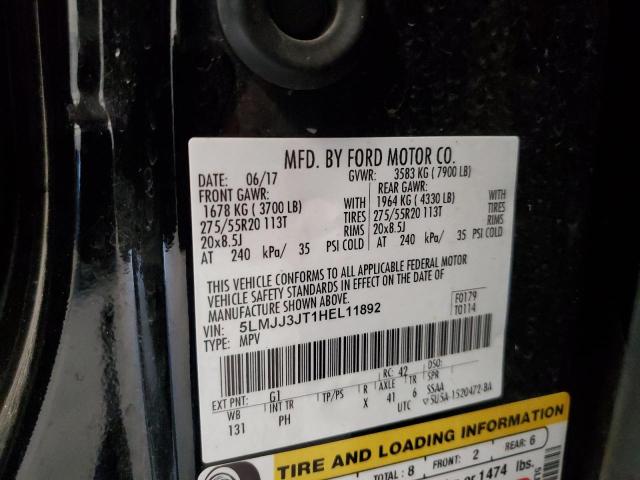 MFD. BY FORD MOTOR CO.
DATE: 06/17 GVWR: 3583 KG ( 7900 LB)
FRONT GAWR: REAR GAWR:
1678 KG ( 3700 LB) WITH 1964 KG ( 4330 LB) WITH
275/55R20 113T TIRES 275/55R20 113T TIRES
20x8.5J RIMS 20x8.5J RIMS
AT 240 kPa/ 35 PSI COLD AT 240 kPa/ 35 PSI COLD
THIS VEHICLE CONFORMS TO ALL APPLICABLE FEDERAL MOTOR
VEHICLE SAFETY STANDARDS IN EFFECT ON THE DATE OF
MANUFACTURE SHOWN ABOVE.
VIN: 5LMJJ3JT1HEL11892 F0179
TYPE: MPV T0114
RC: 42 DSO:
EXT PNT: G1 TP/PS R AXLE TR SPR
WB INT TR X 41 6 SSAA
131 PH UTC SUSA-1520472-BA
TIRE AND LOADING INFORMATION
TOTAL: 8 FRONT: 2 REAR: 6
or 1474 lbs.